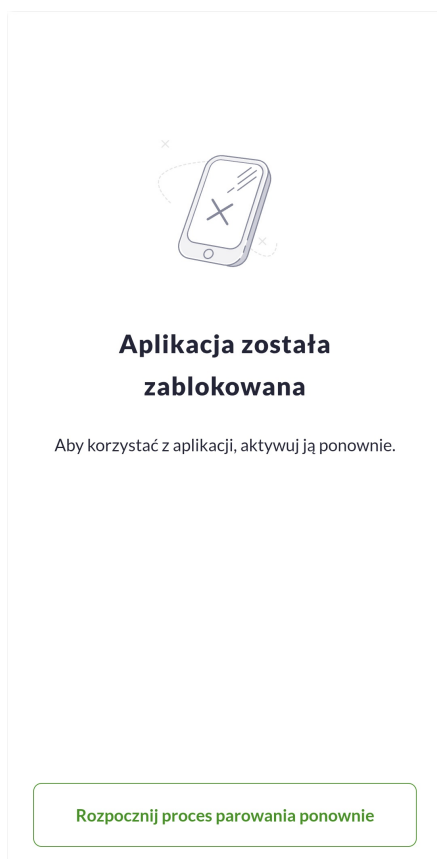 Aplikacja została
zablokowana
Aby korzystać z aplikacji, aktywuj ją ponownie.
Rozpocznij proces parowania ponownie